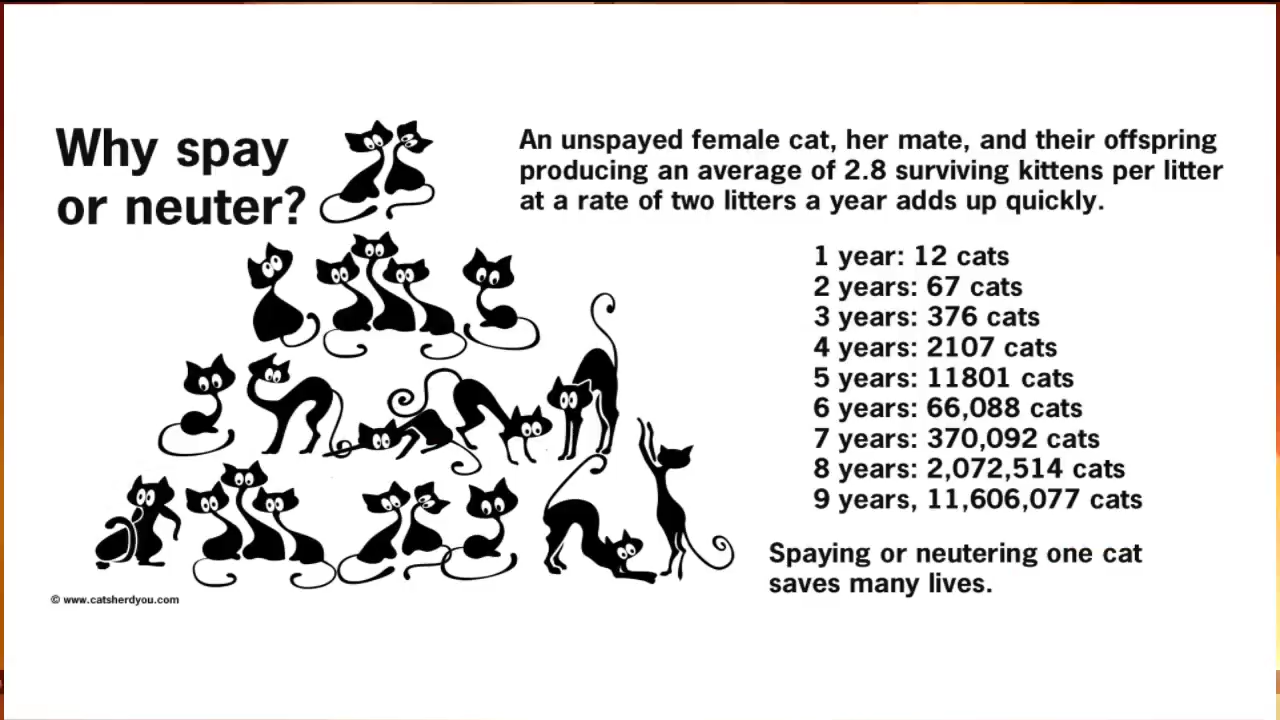 Why spay
or neuter?
An unspayed female cat, her mate, and their offspring
producing an average of 2.8 surviving kittens per litter
at a rate of two litters a year adds up quickly.
1 year: 12 cats
2 years: 67 cats
3 years: 376 cats
4 years: 2107 cats
5 years: 11801 cats
6 years: 66,088 cats
7 years: 370,092 cats
8 years: 2,072,514 cats
9 years, 11,606,077 cats
Spaying or neutering one cat
saves many lives.
© www.catsherdyou.com